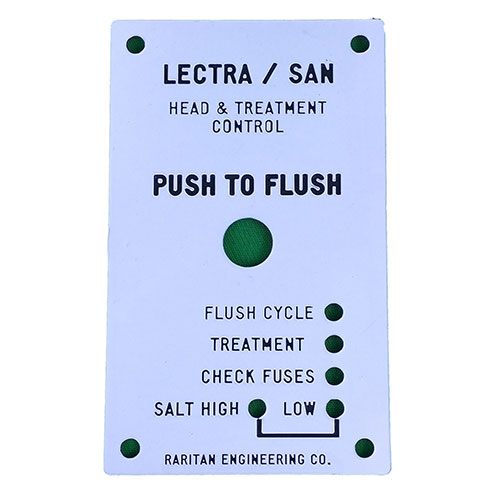 LECTRA / SAN
HEAD & TREATMENT
CONTROL
PUSH TO FLUSH
FLUSH CYCLE
TREATMENT
CHECK FUSES
SALT HIGH LOW
RARITAN ENGINEERING CO.